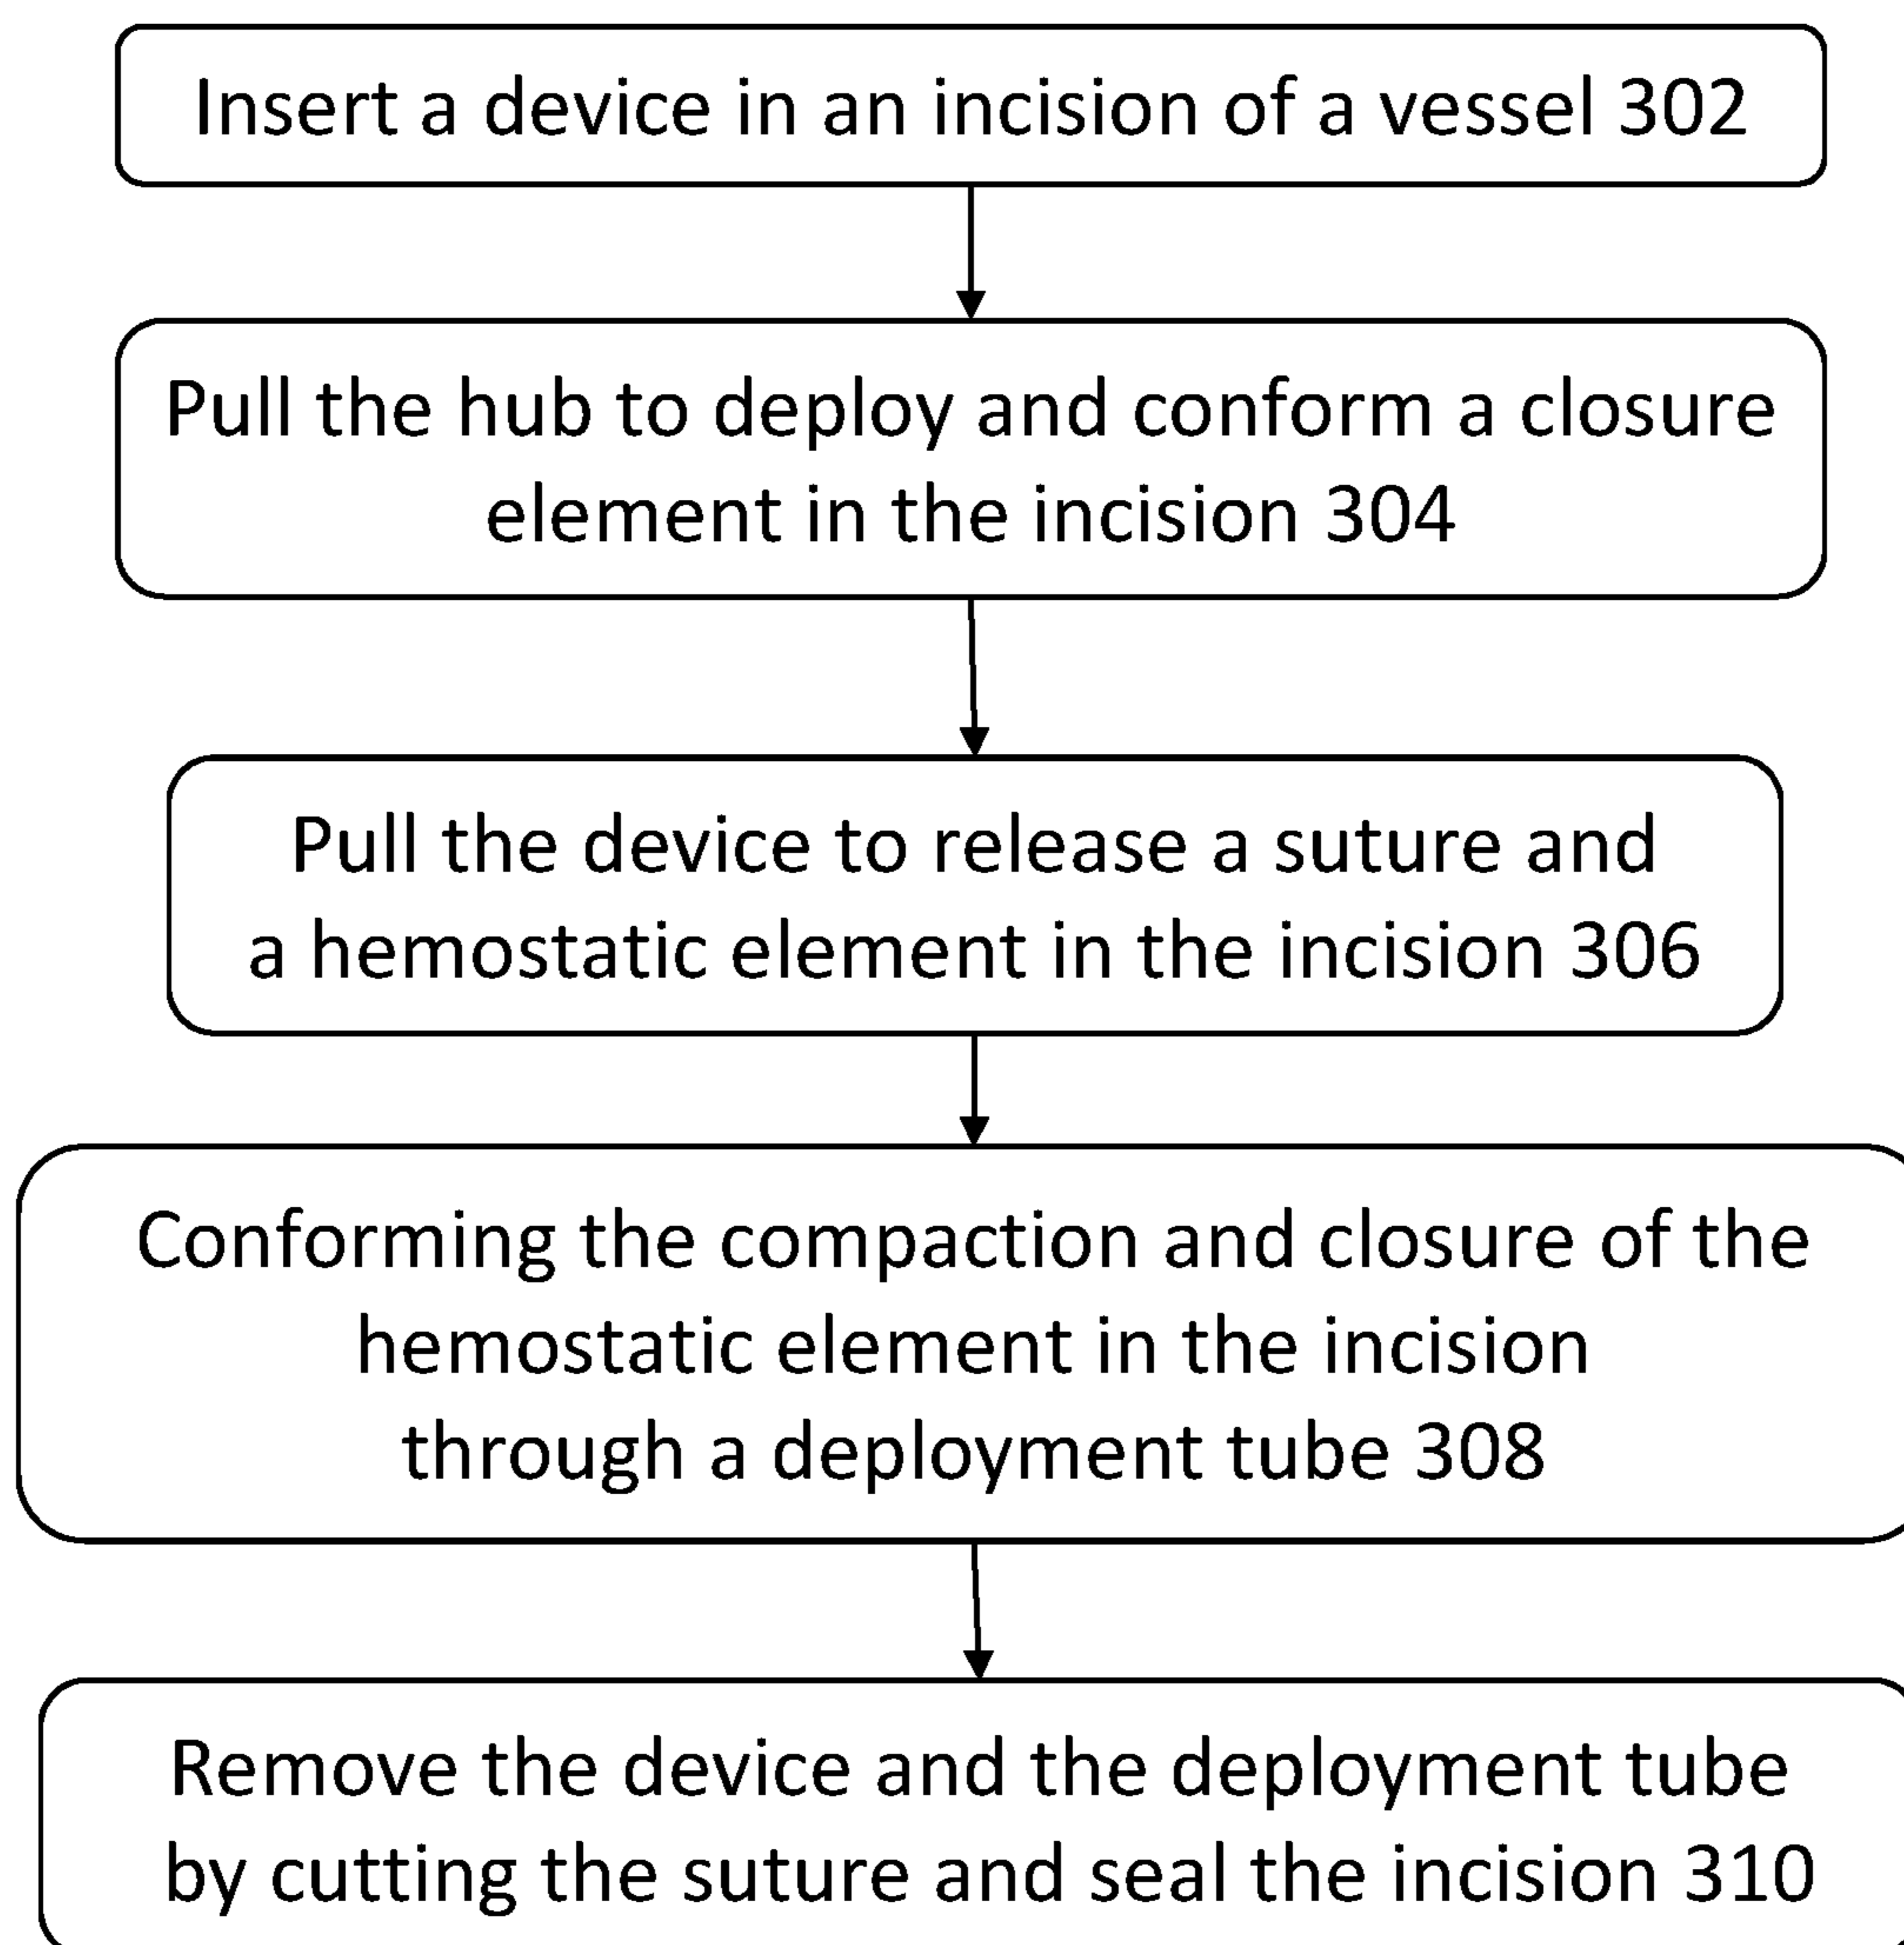 Insert a device in an incision of a vessel 302
Pull the hub to deploy and conform a closure
element in the incision 304
Pull the device to release a suture and
a hemostatic element in the incision 306
Conforming the compaction and closure of the
hemostatic element in the incision
through a deployment tube 308
Remove the device and the deployment tube
by cutting the suture and seal the incision 310